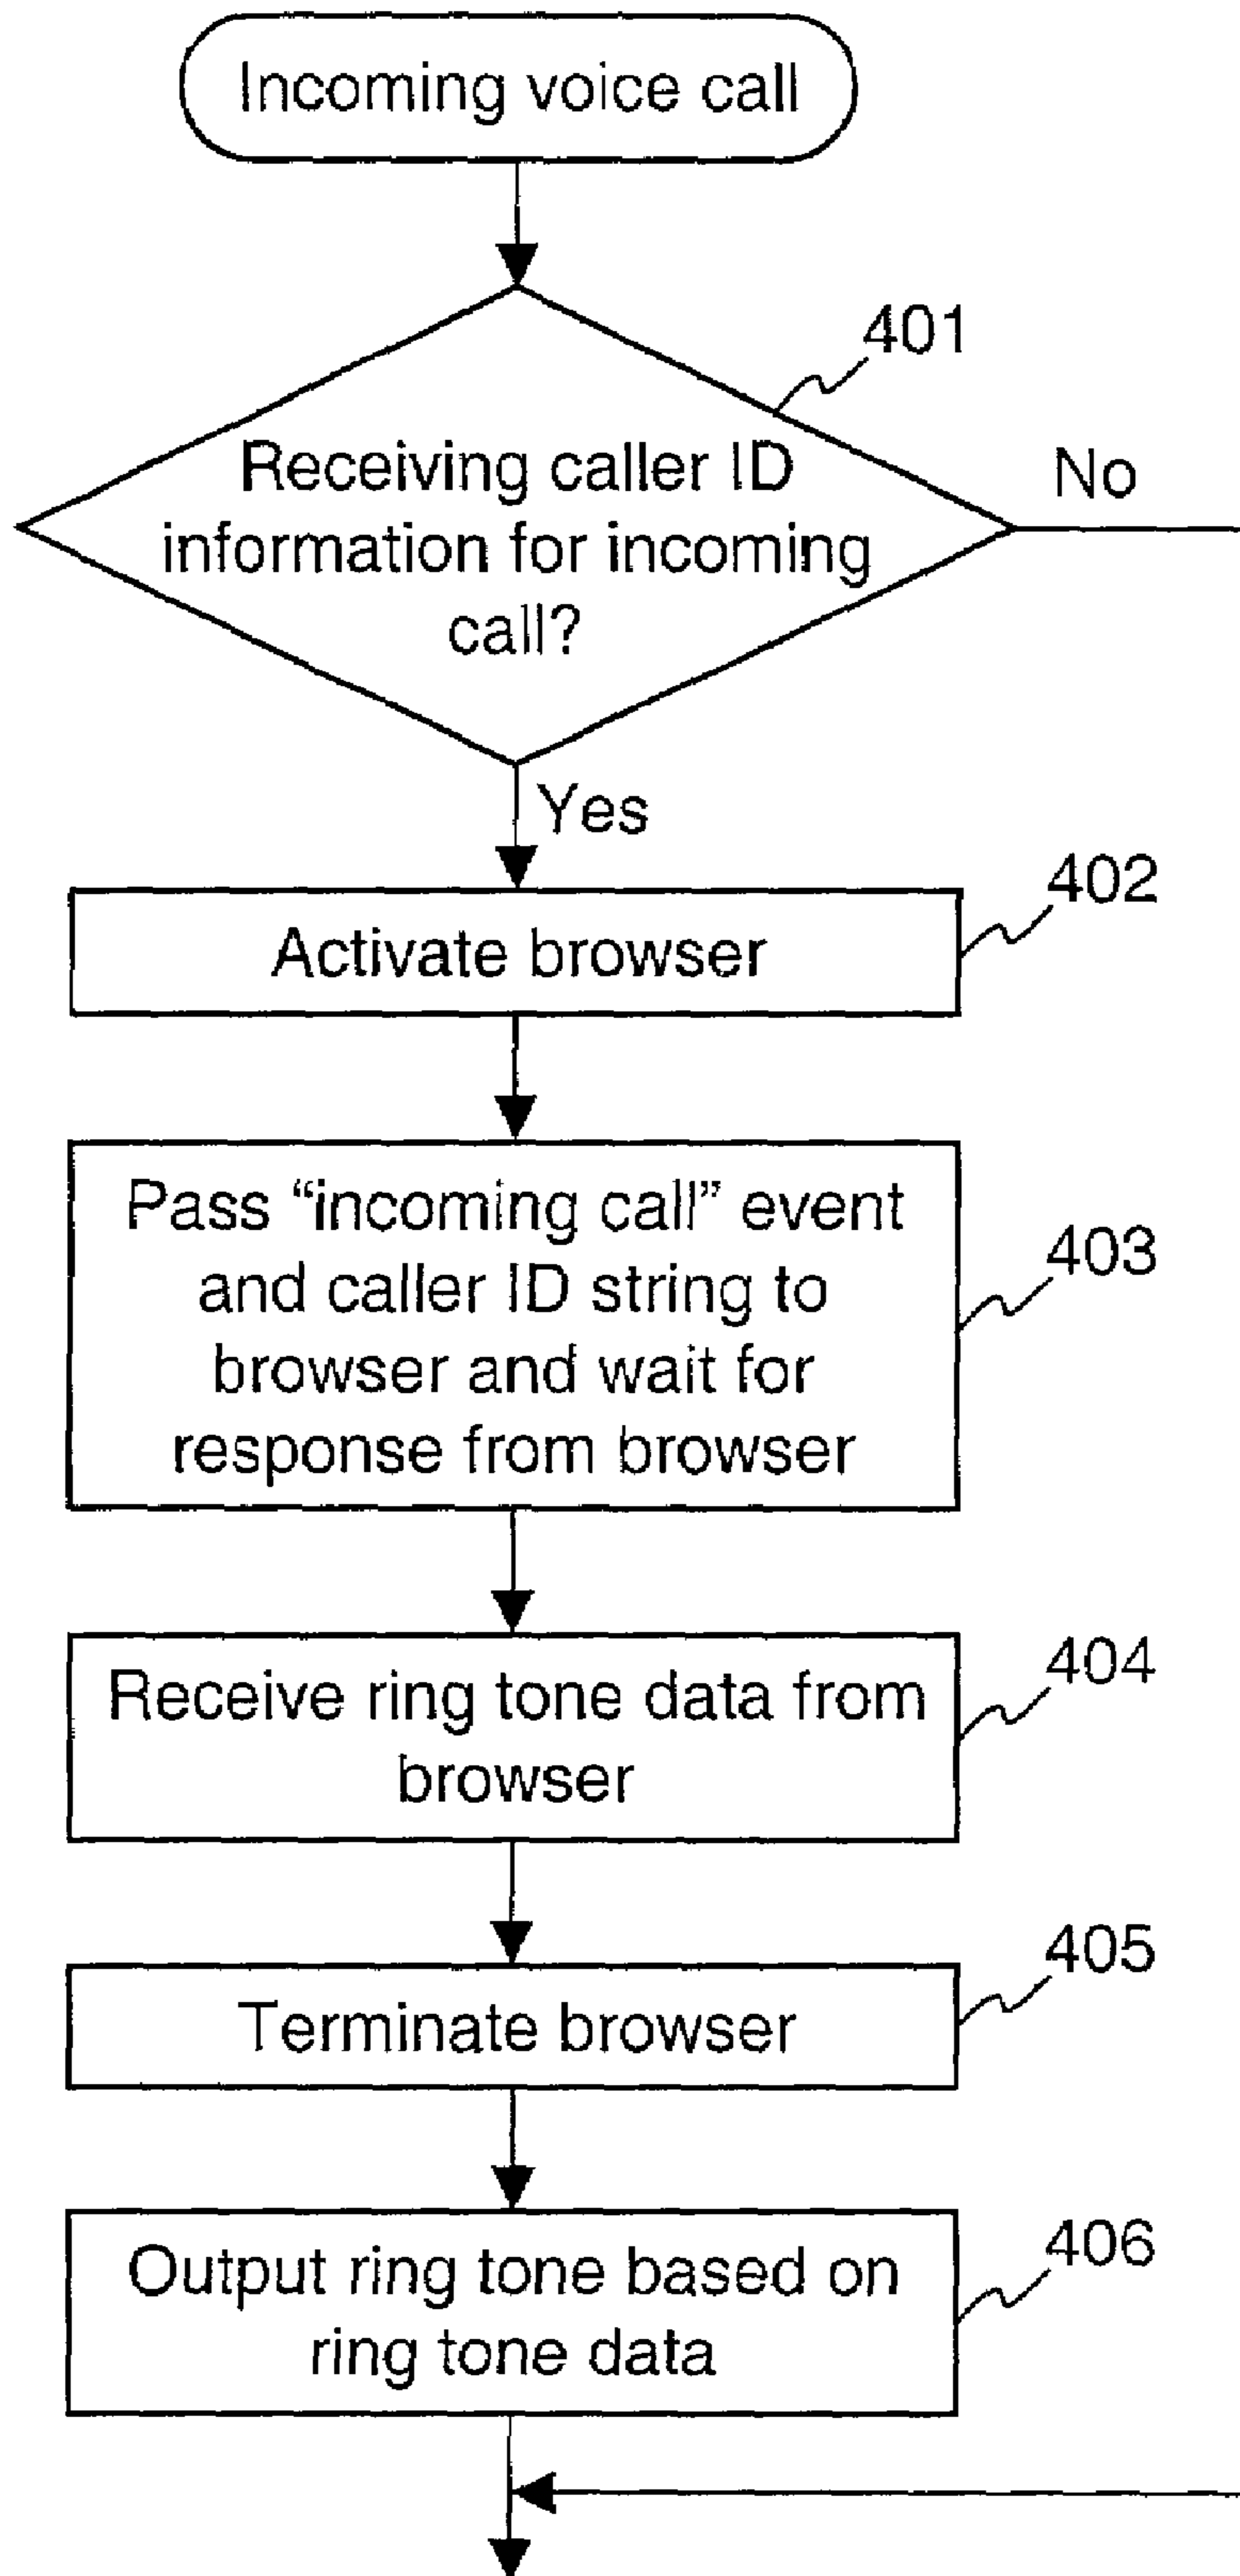 Incoming voice call
401
Receiving caller ID
information for incoming
call?
No
Yes
402
Activate browser
403
Pass “incoming call” event
and caller ID string to
browser and wait for
response from browser
404
Receive ring tone data from
browser
405
Terminate browser
406
Output ring tone based on
ring tone data